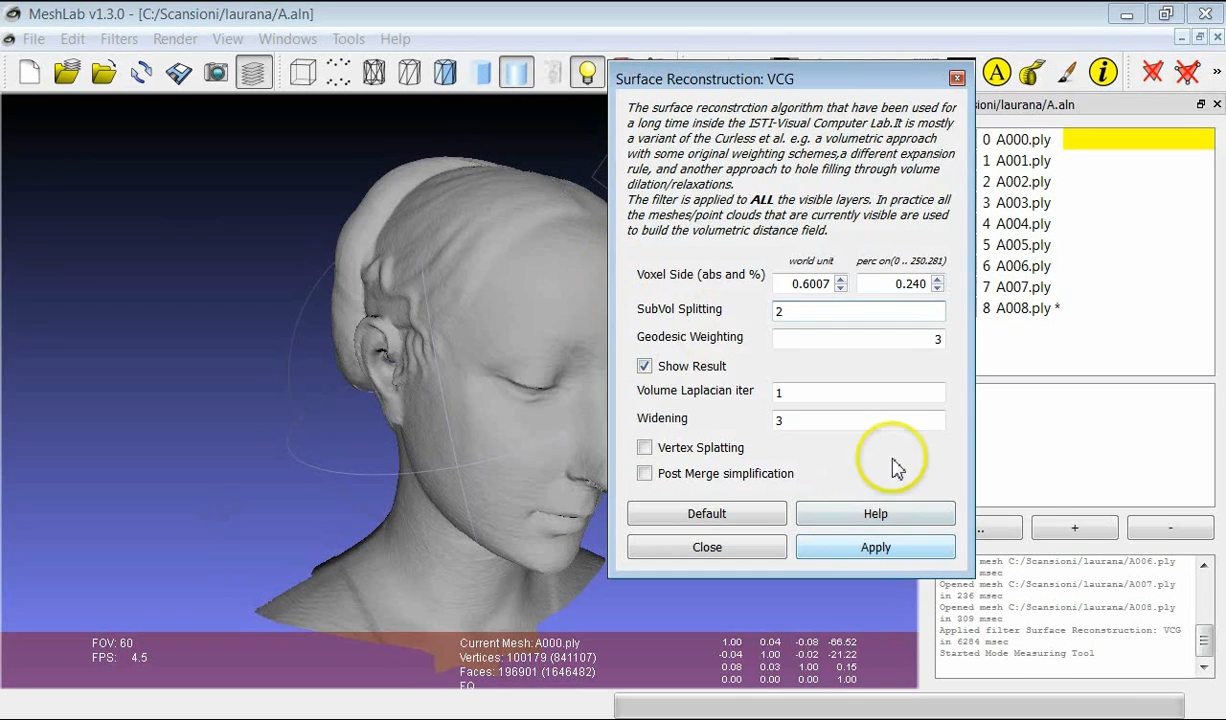 MeshLab v1.3.0 - [C:/Scansioni/laurana/A.aln]
File Edit Filters Render View Windows Tools Help
A i »
Surface Reconstruction: VCG
ioni/laurana/A.aln
The surface reconstrction algorithm that have been used for
a long time inside the ISTI-Visual Computer Lab.It is mostly
a variant of the Curless et al. e.g. a volumetric approach
with some original weighting schemes,a different expansion
rule, and another approach to hole filling through volume
dilation/relaxations.
The filter is applied to ALL the visible layers. In practice all
the meshes/point clouds that are currently visible are used
to build the volumetric distance field.
world unit perc on(0 .. 250.281)
Voxel Side (abs and %) 0.6007 0.240
SubVol Splitting 2
Geodesic Weighting 3
Show Result
Volume Laplacian iter 1
Widening 3
Vertex Splatting
Post Merge simplification
Default Help
Close Apply
0 A000.ply
1 A001.ply
2 A002.ply
3 A003.ply
4 A004.ply
5 A005.ply
6 A006.ply
7 A007.ply
8 A008.ply *
.. + -
Opened mesh C:/Scansioni/laurana/A006.ply
msec
Opened mesh C:/Scansioni/laurana/A007.ply
in 236 msec
Opened mesh C:/Scansioni/laurana/A008.ply
in 309 msec
Applied filter Surface Reconstruction: VCG
in 6284 msec
Started Mode Measuring Tool
FOV: 60
FPS: 4.5
Current Mesh: A000.ply
Vertices: 100179 (841107)
Faces: 196901 (1646482)
1.00 0.04 -0.08 -66.52
-0.04 1.00 -0.02 -21.22
0.08 0.03 1.00 0.15
0.00 0.00 0.00 1.00